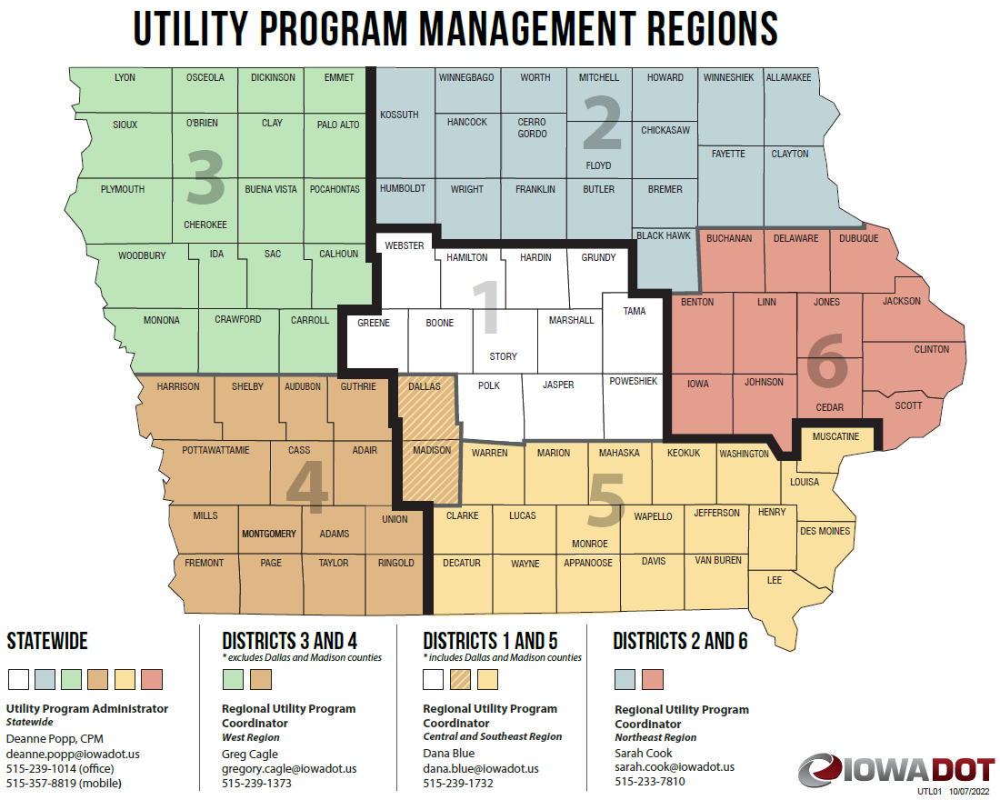 UTILITY PROGRAM MANAGEMENT REGIONS
LYON
OSCEOLA
DICKINSON
EMMET
KOSSUTH
WINNEGBAGO
WORTH
MITCHELL
HOWARD
WINNESHIEK
ALLAMAKEE
SIOUX
O'BRIEN
CLAY
PALO ALTO
HANCOCK
CERRO
GORDO
2
CHICKASAW
FLOYD
FAYETTE
CLAYTON
3
PLYMOUTH
CHEROKEE
BUENA VISTA
POCAHONTAS
HUMBOLDT
WRIGHT
FRANKLIN
BUTLER
BREMER
WOODBURY
IDA
SAC
CALHOUN
WEBSTER
HAMILTON
HARDIN
GRUNDY
BLACK HAWK
BUCHANAN
DELAWARE
DUBUQUE
1
MONONA
CRAWFORD
CARROLL
GREENE
BOONE
STORY
MARSHALL
TAMA
BENTON
LINN
JONES
JACKSON
6
CLINTON
HARRISON
SHELBY
AUDUBON
GUTHRIE
DALLAS
POLK
JASPER
POWESHIEK
IOWA
JOHNSON
CEDAR
SCOTT
MUSCATINE
POTTAWATTAMIE
CASS
ADAIR
MADISON
WARREN
MARION
MAHASKA
KEOKUK
WASHINGTON
LOUISA
4
5
MILLS
MONTGOMERY
ADAMS
UNION
CLARKE
LUCAS
MONROE
WAPELLO
JEFFERSON
HENRY
DES MOINES
FREMONT
PAGE
TAYLOR
RINGOLD
DECATUR
WAYNE
APPANOOSE
DAVIS
VAN BUREN
LEE
STATEWIDE
Utility Program Administrator
Statewide
Deanne Popp, CPM
deanne.popp@iowadot.us
515-239-1014 (office)
515-357-8819 (mobile)
DISTRICTS 3 AND 4
* excludes Dallas and Madison counties
Regional Utility Program
Coordinator
West Region
Greg Cagle
gregory.cagle@iowadot.us
515-239-1373
DISTRICTS 1 AND 5
* includes Dallas and Madison counties
Regional Utility Program
Coordinator
Central and Southeast Region
Dana Blue
dana.blue@iowadot.us
515-239-1732
DISTRICTS 2 AND 6
Regional Utility Program
Coordinator
Northeast Region
Sarah Cook
sarah.cook@iowadot.us
515-233-7810
IOWADOT
UTL01 10/07/2022